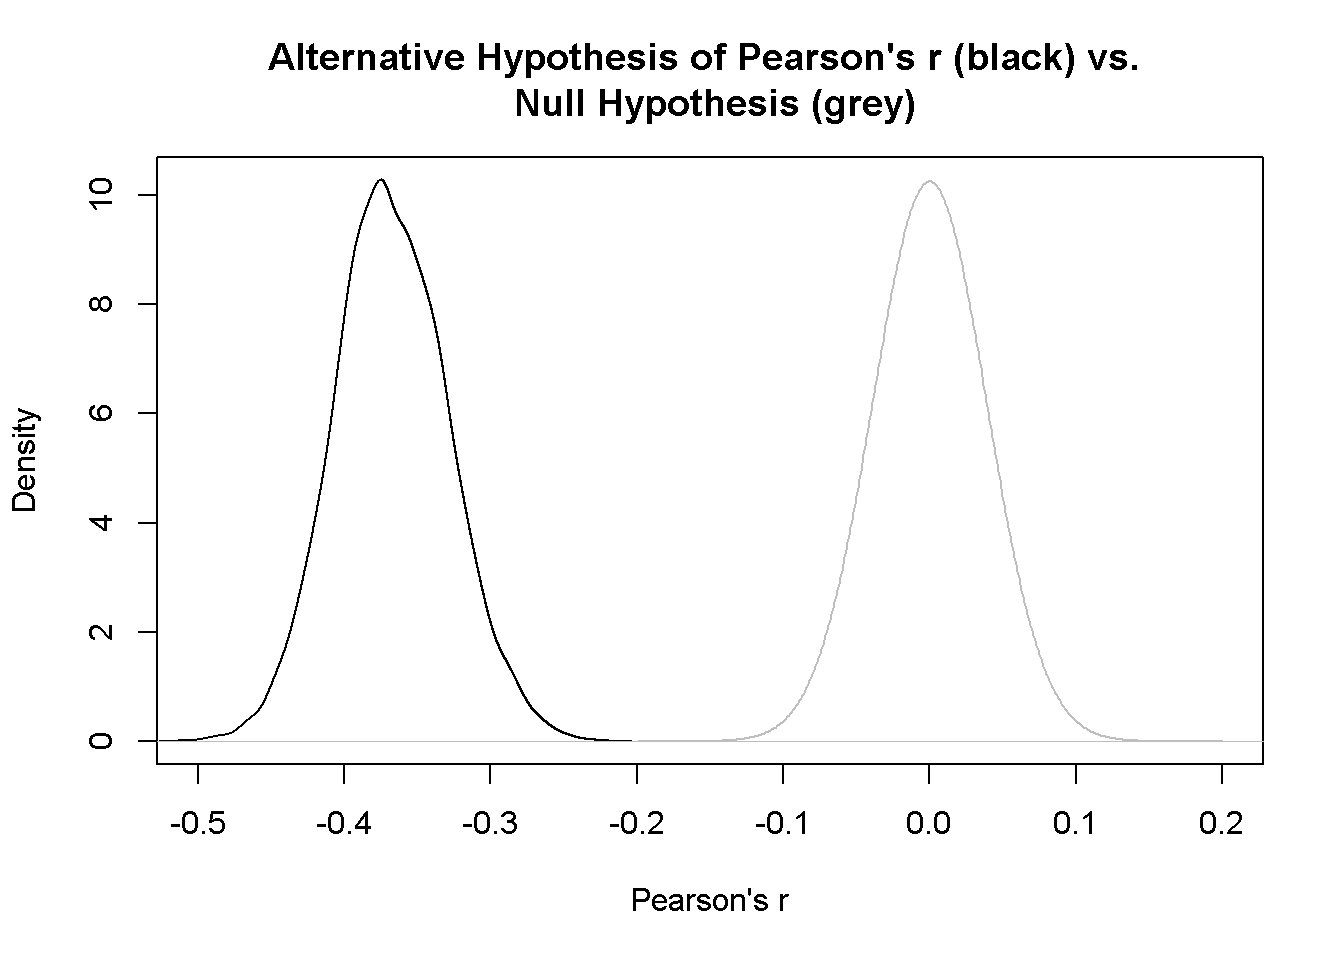 Alternative Hypothesis of Pearson's r (black) vs.
Null Hypothesis (grey)
Density
10
8
6
4
2
0
-0.5 -0.4 -0.3 -0.2 -0.1 0.0 0.1 0.2
Pearson's r